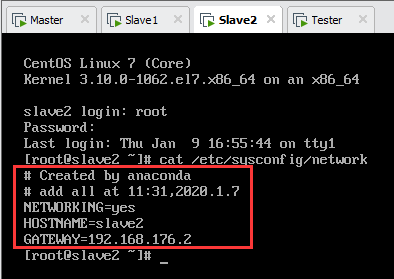 Master Slave1 Slave2 Tester
CentOS Linux 7 (Core)
Kernel 3.10.0-1062.el7.x86_64 on an x86_64
slave2 login: root
Password:
Last login: Thu Jan  9 16:55:44 on tty1
[root@slave2 ~]# cat /etc/sysconfig/network
# Created by anaconda
# add all at 11:31,2020.1.7
NETWORKING=yes
HOSTNAME=slave2
GATEWAY=192.168.176.2
[root@slave2 ~]# _